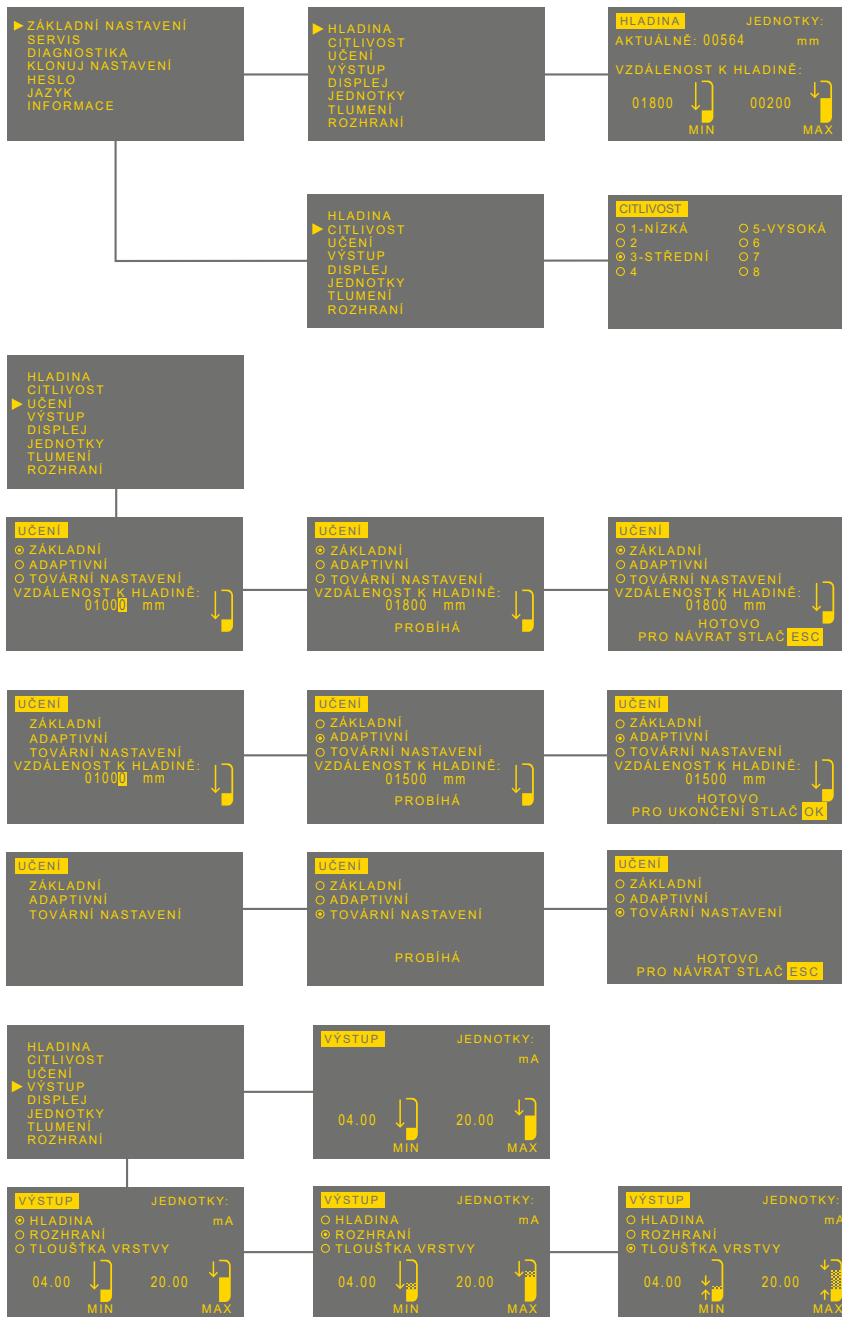 ZÁKLADNÍ NASTAVENÍ
SERVIS
DIAGNOSTIKA
KLONUJ NASTAVENÍ
HESLO
JAZYK
INFORMACE
HLADINA
CITLIVOST
UČENÍ
VÝSTUP
DISPLEJ
JEDNOTKY
TLUMENÍ
ROZHRANÍ
HLADINA JEDNOTKY:
AKTUÁLNĚ: 00564 mm
VZDÁLENOST K HLADINĚ:
01800 00200
MIN MAX
HLADINA
CITLIVOST
UČENÍ
VÝSTUP
DISPLEJ
JEDNOTKY
TLUMENÍ
ROZHRANÍ
CITLIVOST
1-NÍZKÁ 5-VYSOKÁ
2 6
3-STŘEDNÍ 7
4 8
HLADINA
CITLIVOST
UČENÍ
VÝSTUP
DISPLEJ
JEDNOTKY
TLUMENÍ
ROZHRANÍ
UČENÍ
ZÁKLADNÍ
ADAPTIVNÍ
TOVÁRNÍ NASTAVENÍ
VZDÁLENOST K HLADINĚ:
01000 mm
UČENÍ
ZÁKLADNÍ
ADAPTIVNÍ
TOVÁRNÍ NASTAVENÍ
VZDÁLENOST K HLADINĚ:
01800 mm
PROBÍHÁ
UČENÍ
ZÁKLADNÍ
ADAPTIVNÍ
TOVÁRNÍ NASTAVENÍ
VZDÁLENOST K HLADINĚ:
01800 mm
HOTOVO
PRO NÁVRAT STLAČ ESC
UČENÍ
ZÁKLADNÍ
ADAPTIVNÍ
TOVÁRNÍ NASTAVENÍ
VZDÁLENOST K HLADINĚ:
01000 mm
UČENÍ
ZÁKLADNÍ
ADAPTIVNÍ
TOVÁRNÍ NASTAVENÍ
VZDÁLENOST K HLADINĚ:
01500 mm
PROBÍHÁ
UČENÍ
ZÁKLADNÍ
ADAPTIVNÍ
TOVÁRNÍ NASTAVENÍ
VZDÁLENOST K HLADINĚ:
01500 mm
HOTOVO
PRO UKONČENÍ STLAČ OK
UČENÍ
ZÁKLADNÍ
ADAPTIVNÍ
TOVÁRNÍ NASTAVENÍ
UČENÍ
ZÁKLADNÍ
ADAPTIVNÍ
TOVÁRNÍ NASTAVENÍ
PROBÍHÁ
UČENÍ
ZÁKLADNÍ
ADAPTIVNÍ
TOVÁRNÍ NASTAVENÍ
HOTOVO
PRO NÁVRAT STLAČ ESC
HLADINA
CITLIVOST
UČENÍ
VÝSTUP
DISPLEJ
JEDNOTKY
TLUMENÍ
ROZHRANÍ
VÝSTUP JEDNOTKY:
mA
04.00 20.00
MIN MAX
VÝSTUP JEDNOTKY:
HLADINA mA
ROZHRANÍ
TLOUŠŤKA VRSTVY
04.00 20.00
MIN MAX
VÝSTUP JEDNOTKY:
HLADINA mA
ROZHRANÍ
TLOUŠŤKA VRSTVY
04.00 20.00
MIN MAX
VÝSTUP JEDNOTKY:
HLADINA mA
ROZHRANÍ
TLOUŠŤKA VRSTVY
04.00 20.00
MIN MAX